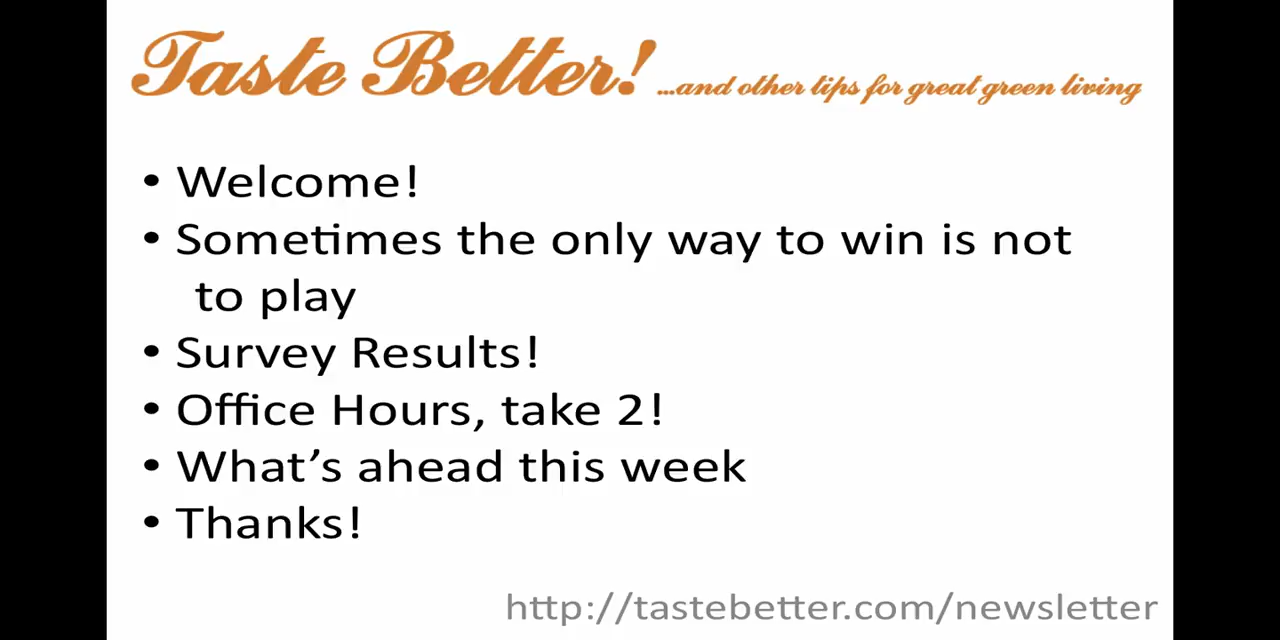 Taste Better! ...and other tips for great green living
• Welcome!
• Sometimes the only way to win is not
to play
• Survey Results!
• Office Hours, take 2!
• What’s ahead this week
• Thanks!
http://tastebetter.com/newsletter